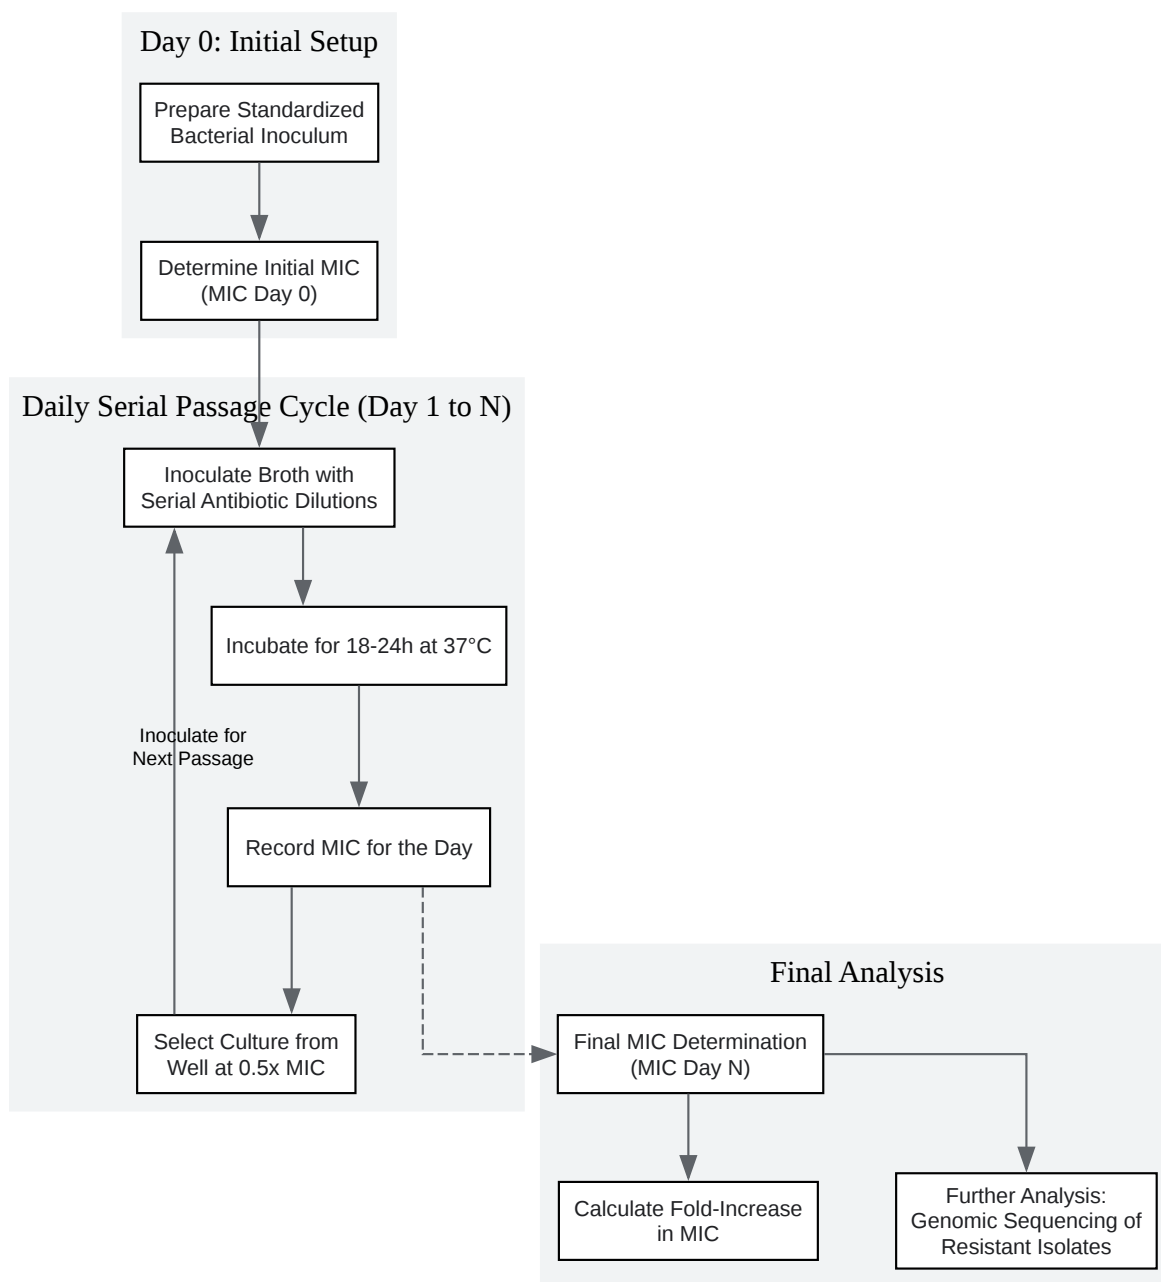 Day 0: Initial Setup
Prepare Standardized
Bacterial Inoculum
Determine Initial MIC
(MIC Day 0)
Daily Serial Passage Cycle (Day 1 to N)
Inoculate Broth with
Serial Antibiotic Dilutions
Incubate for 18-24h at 37°C
Inoculate for
Next Passage
Record MIC for the Day
Select Culture from
Well at 0.5x MIC
Final Analysis
Final MIC Determination
(MIC Day N)
Calculate Fold-Increase
in MIC
Further Analysis:
Genomic Sequencing of
Resistant Isolates